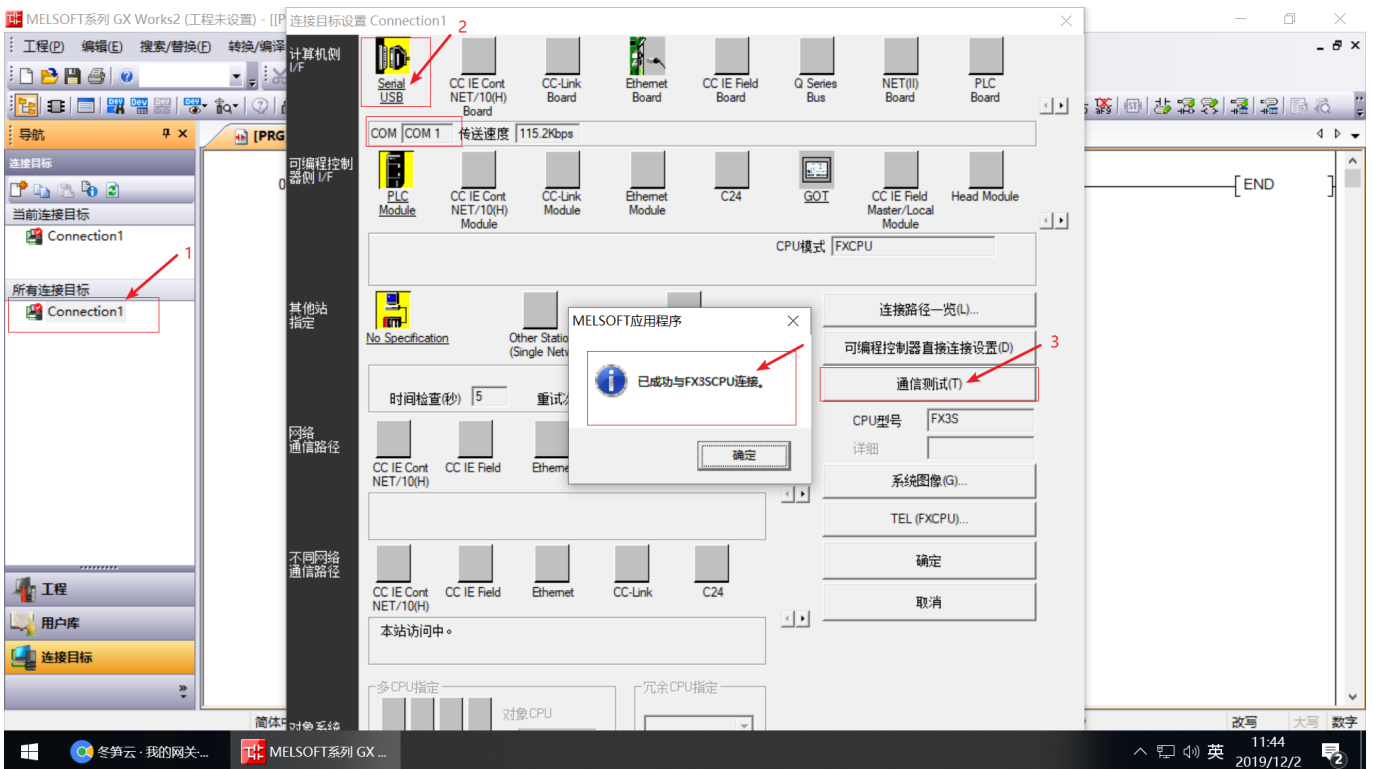 MELSOFT系列 GX Works2 (工程未设置) - [[P
连接目标设置 Connection1
工程(P) 编辑(E) 搜索/替换(F) 转换/编译
导航
[PRG
连接目标
当前连接目标
Connection1
所有连接目标
Connection1
工程
用户库
连接目标
1
2
3
计算机侧
I/F
Serial
USB
CC IE Cont
NET/10(H)
Board
CC-Link
Board
Ethernet
Board
CC IE Field
Board
Q Series
Bus
NET(II)
Board
PLC
Board
COM COM 1 传送速度 115.2Kbps
可编程控制
器侧 I/F
PLC
Module
CC IE Cont
NET/10(H)
Module
CC-Link
Module
Ethernet
Module
C24
GOT
CC IE Field
Master/Local
Module
Head Module
CPU模式 FXCPU
其他站
指定
No Specification
Other Statio
(Single Netw
时间检查(秒) 5 重试
MELSOFT应用程序
已成功与FX3SCPU连接。
确定
连接路径一览(L)...
可编程控制器直接连接设置(D)
通信测试(T)
CPU型号 FX3S
详细
系统图像(G)...
TEL (FXCPU)...
确定
取消
网络
通信路径
CC IE Cont
NET/10(H)
CC IE Field
Etherne
不同网络
通信路径
CC IE Cont
NET/10(H)
CC IE Field
Ethernet
CC-Link
C24
本站访问中。
多CPU指定
对象CPU
冗余CPU指定
对象系统
0
END
简体
改写 大写 数字
冬笋云 · 我的网关·...
MELSOFT系列 GX ...
英
11:44
2019/12/2
2